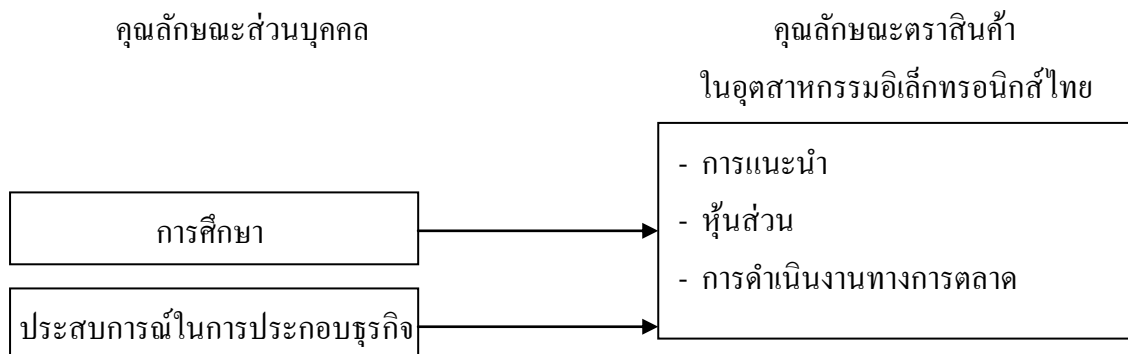 คุณลักษณะส่วนบุคคล
คุณลักษณะตราสินค้า
ในอุตสาหกรรมอิเล็กทรอนิกส์ไทย
- การแนะนำ
- หุ้นส่วน
- การดำเนินงานทางการตลาด
การศึกษา
ประสบการณ์ในการประกอบธุรกิจ